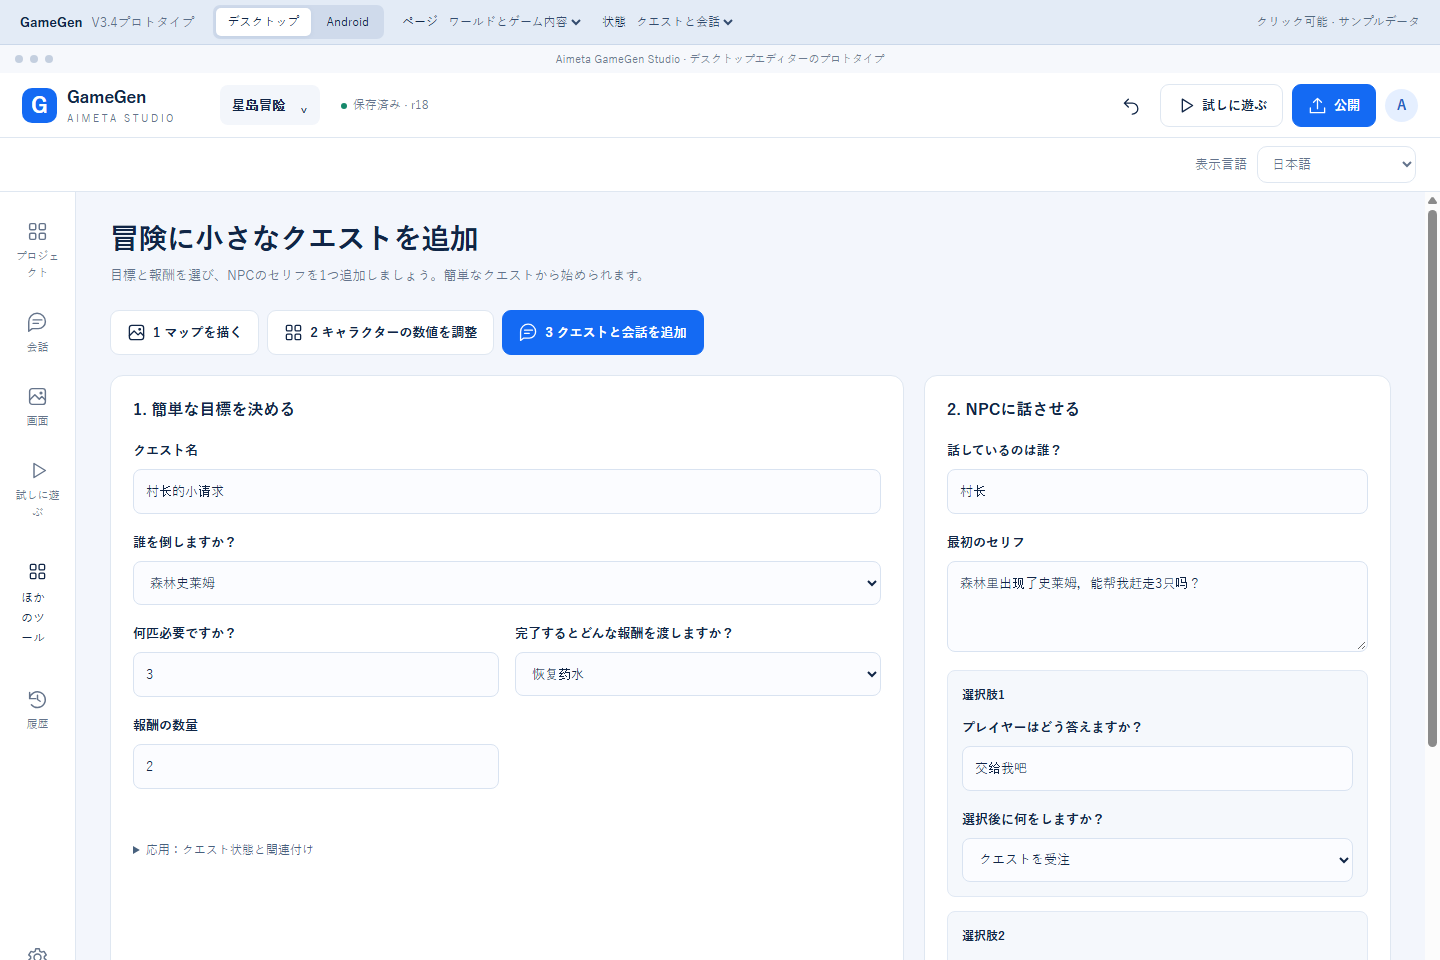 GameGen V3.4プロトタイプ デスクトップ Android ページ ワールドとゲーム内容 状態 クエストと会話 クリック可能 · サンプルデータ
Aimeta GameGen Studio · デスクトップエディターのプロトタイプ
G GameGen
AIMETA STUDIO
星岛冒险
保存済み · r18
試しに遊ぶ
公開
A
表示言語 日本語
プロジェ
クト
会話
画面
試しに遊
ぶ
ほか
のツ
ール
履歴
冒険に小さなクエストを追加
目標と報酬を選び、NPCのセリフを1つ追加しましょう。簡単なクエストから始められます。
1 マップを描く
2 キャラクターの数値を調整
3 クエストと会話を追加
1. 簡単な目標を決める
クエスト名
村长的小请求
誰を倒しますか？
森林史莱姆
何匹必要ですか？
3
完了するとどんな報酬を渡しますか？
恢复药水
報酬の数量
2
応用：クエスト状態と関連付け
2. NPCに話させる
話しているのは誰？
村长
最初のセリフ
森林里出现了史莱姆，能帮我赶走3只吗？
選択肢1
プレイヤーはどう答えますか？
交给我吧
選択後に何をしますか？
クエストを受注
選択肢2